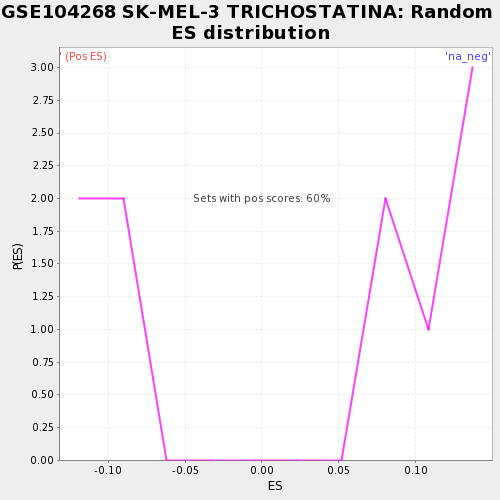 GSE104268 SK-MEL-3 TRICHOSTATINA: Random
ES distribution
' (Pos ES)
'na_neg'
3.00
2.75
2.50
2.25
2.00
1.75
1.50
1.25
1.00
0.75
0.50
0.25
0.00
P(ES)
Sets with pos scores: 60%
-0.10
-0.05
0.00
0.05
0.10
ES